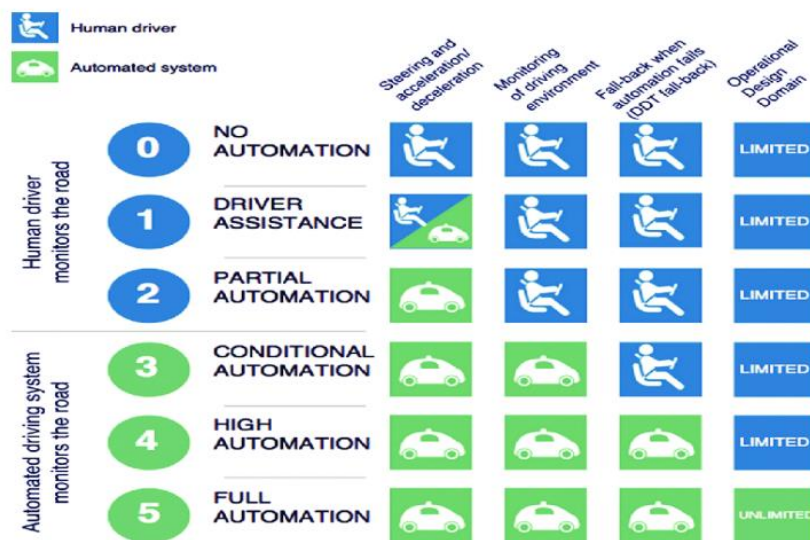 Human driver
Automated system
Steering and
acceleration/
deceleration
Monitoring
of driving
environment
Fall-back when
automation fails
(DDT fall-back)
Operational
Design
Domain
Human driver
monitors the road
0
NO
AUTOMATION
LIMITED
1
DRIVER
ASSISTANCE
LIMITED
2
PARTIAL
AUTOMATION
LIMITED
Automated driving system
monitors the road
3
CONDITIONAL
AUTOMATION
LIMITED
4
HIGH
AUTOMATION
LIMITED
5
FULL
AUTOMATION
UNLIMITED